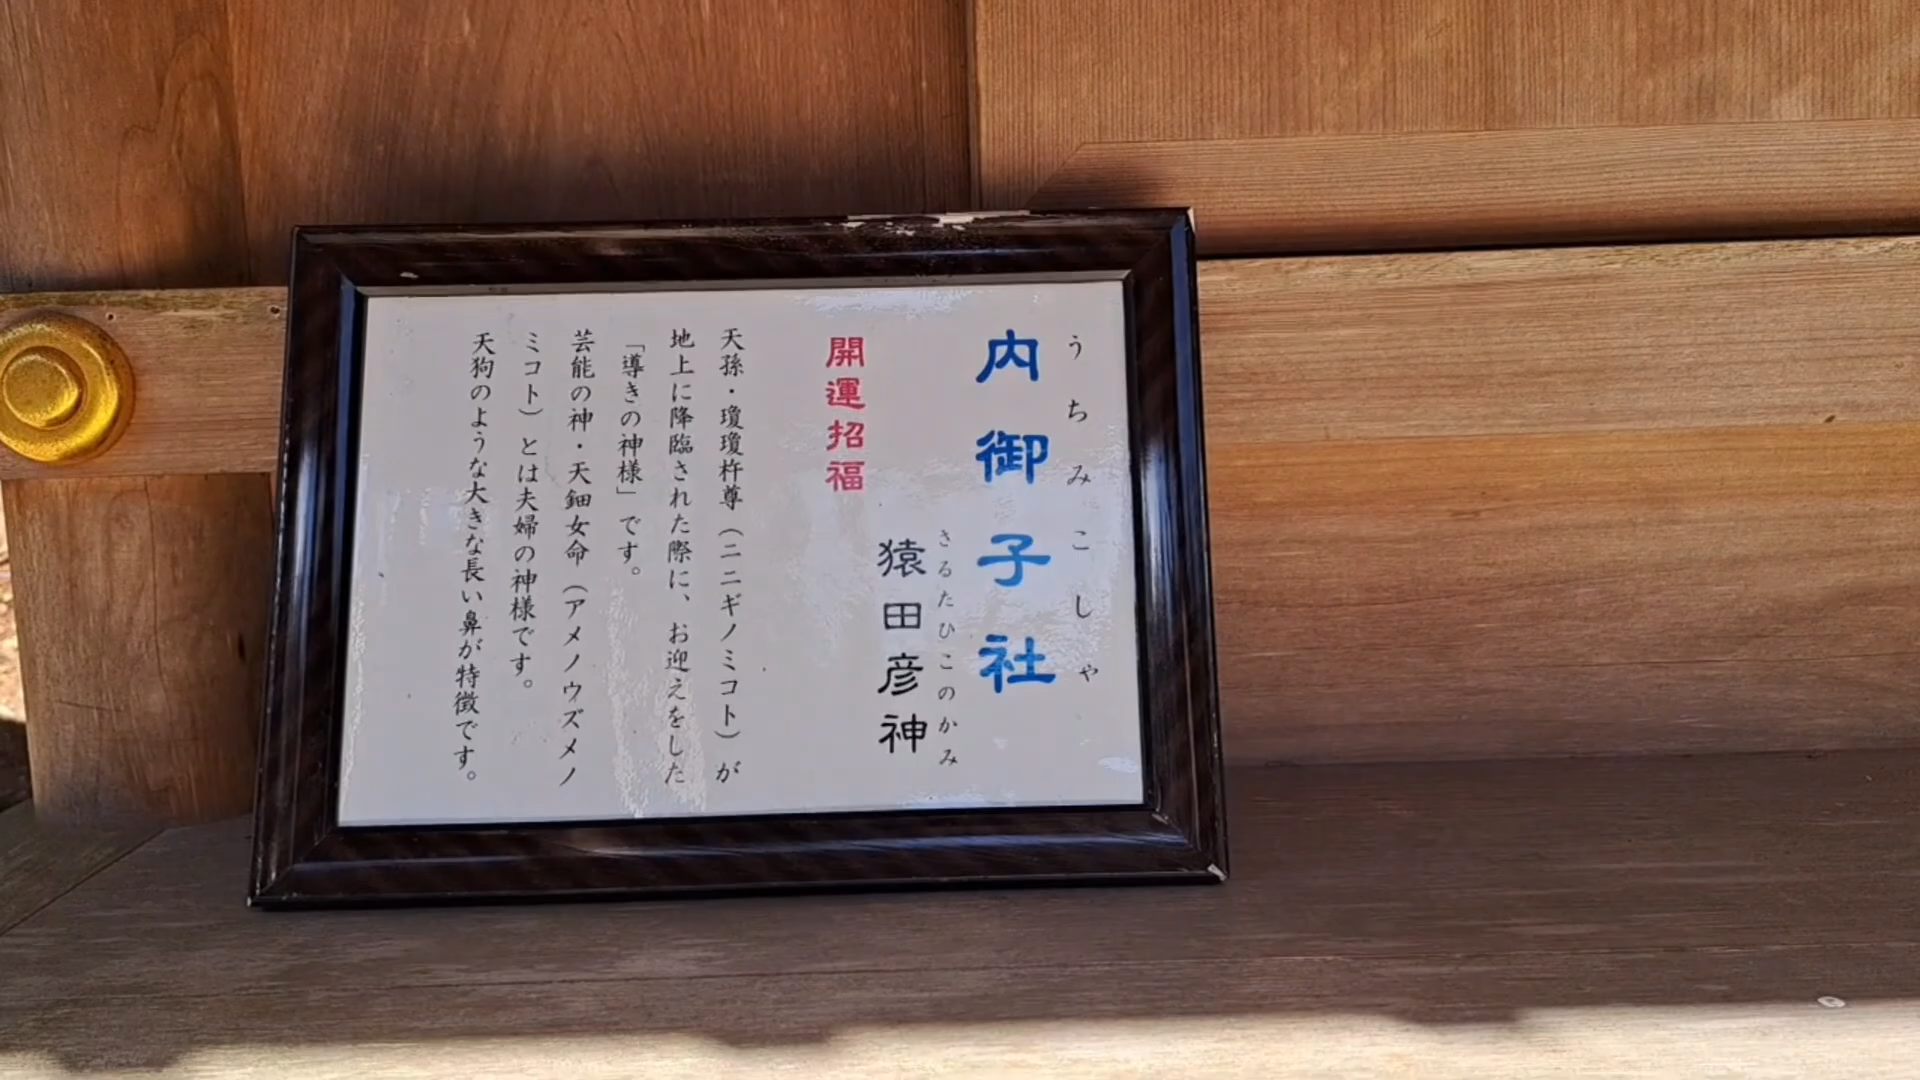 うちみこしゃ
内御子社
さるたひこのかみ
猿田彦神
開運招福
天孫・瓊瓊杵尊（ニニギノミコト）が
地上に降臨された際に、お迎えをした
「導きの神様」です。
芸能の神・天鈿女命（アメノウズメノ
ミコト）とは夫婦の神様です。
天狗のような大きな長い鼻が特徴です。